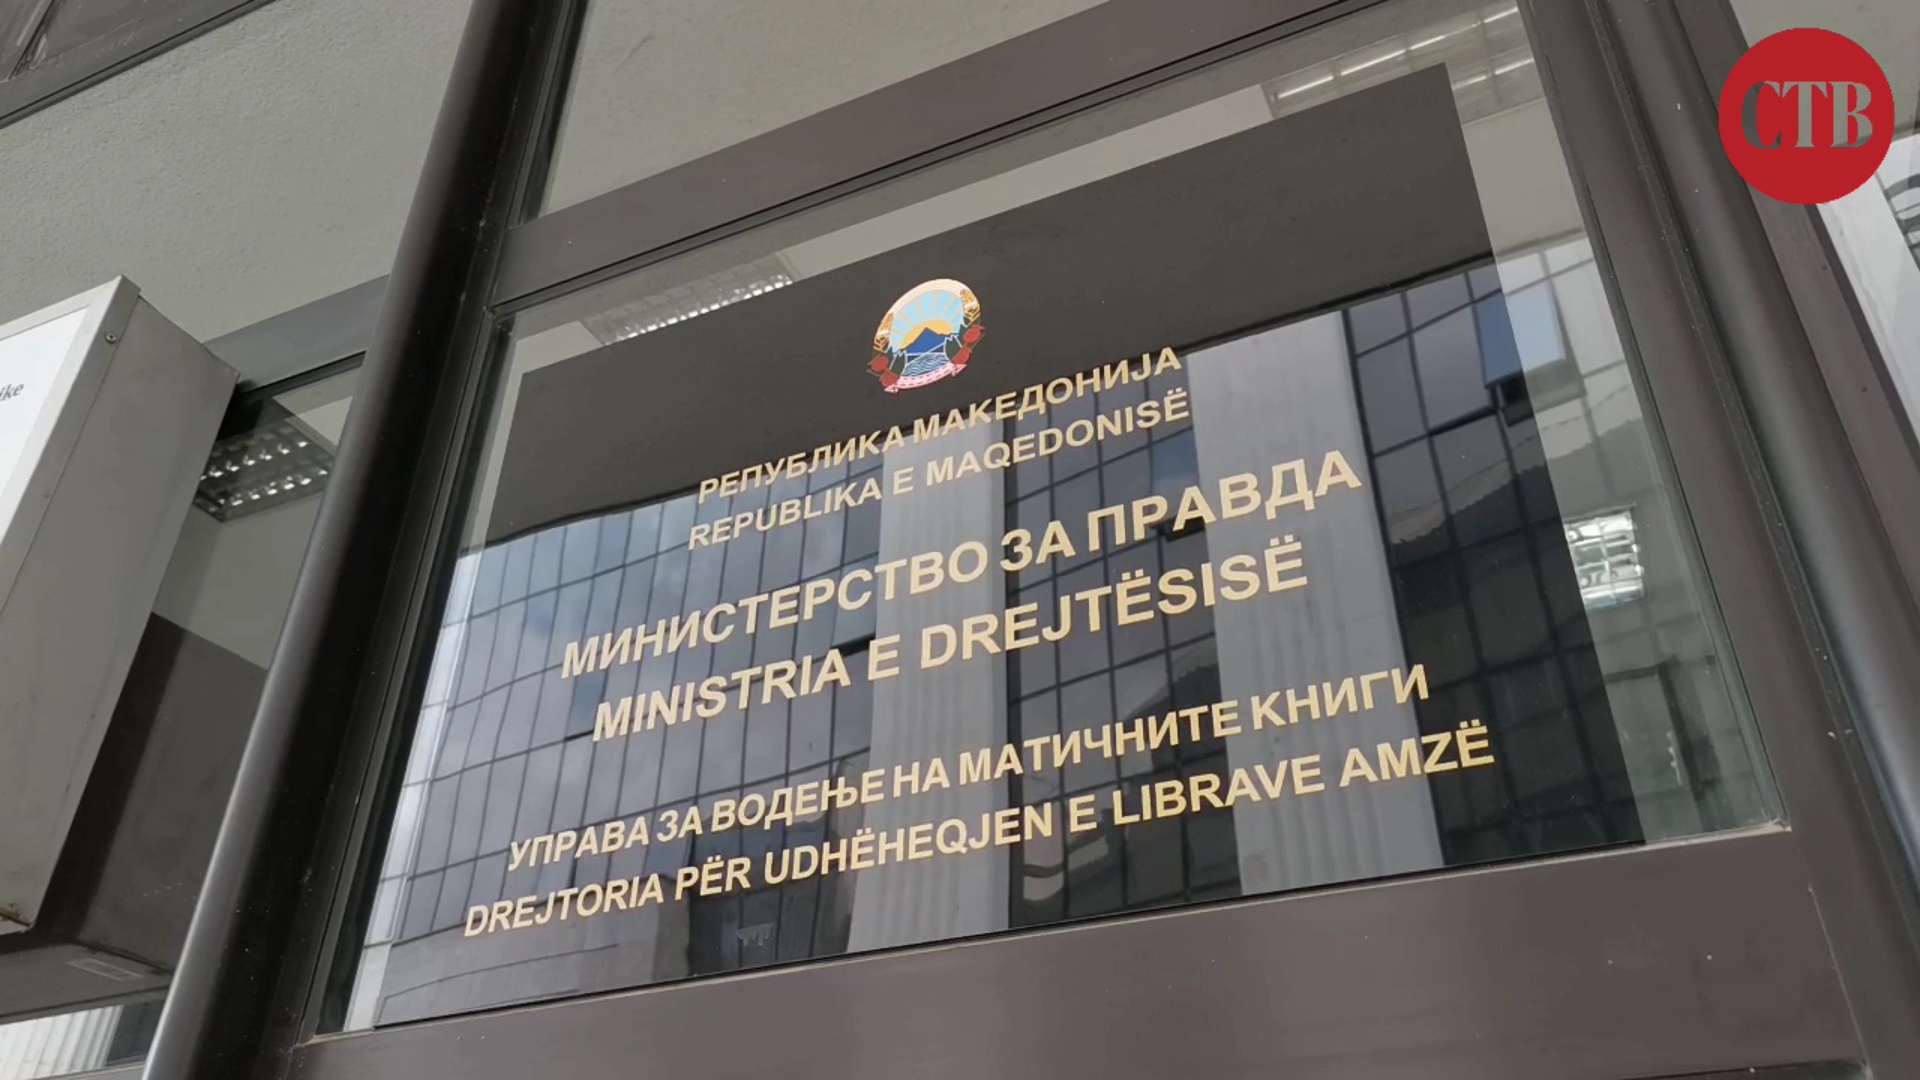 СТВ
ike
РЕПУБЛИКА МАКЕДОНИЈА
REPUBLIKA E MAQEDONISË
МИНИСТЕРСТВО ЗА ПРАВДА
MINISTRIA E DREJTËSISË
УПРАВА ЗА ВОДЕЊЕ НА МАТИЧНИТЕ КНИГИ
DREJTORIA PËR UDHËHEQJEN E LIBRAVE AMZË